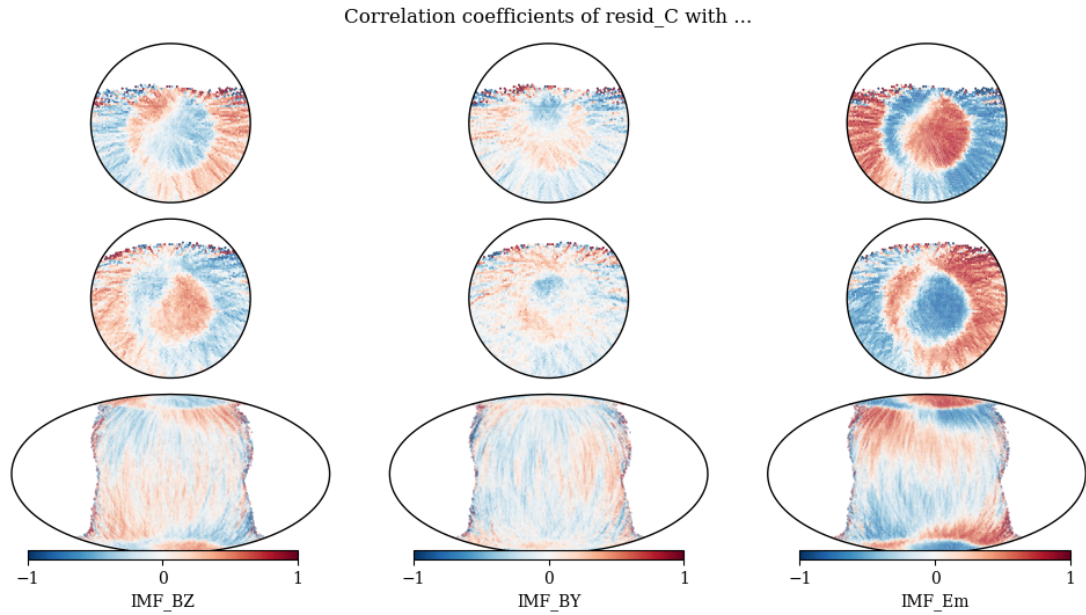 Correlation coefficients of resid_C with ...
−1 0 1 −1 0 1 −1 0 1
IMF_BZ IMF_BY IMF_Em